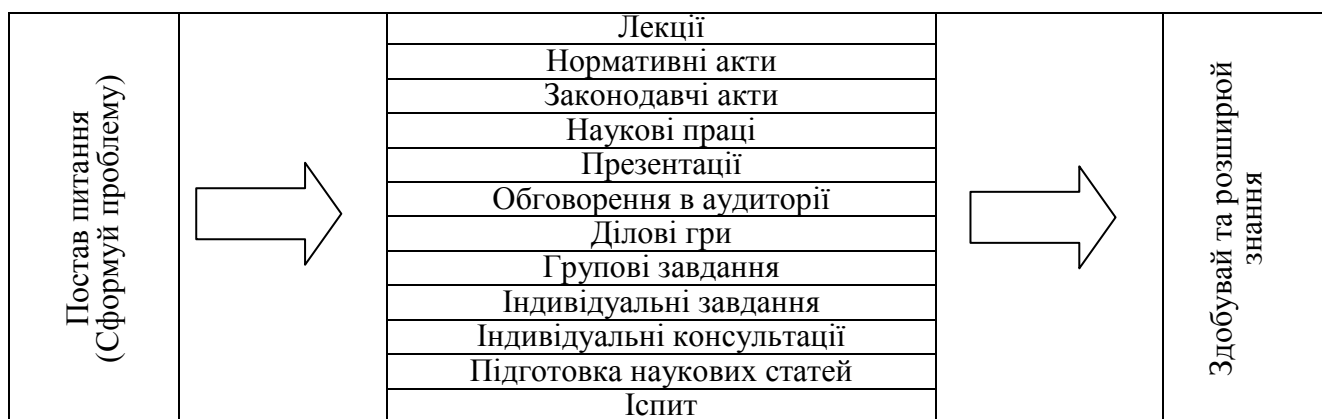 Постав питання
(Сформуй проблему)
Лекції
Нормативні акти
Законодавчі акти
Наукові праці
Презентації
Обговорення в аудиторії
Ділові гри
Групові завдання
Індивідуальні завдання
Індивідуальні консультації
Підготовка наукових статей
Іспит
Здобувай та розширюй
знання